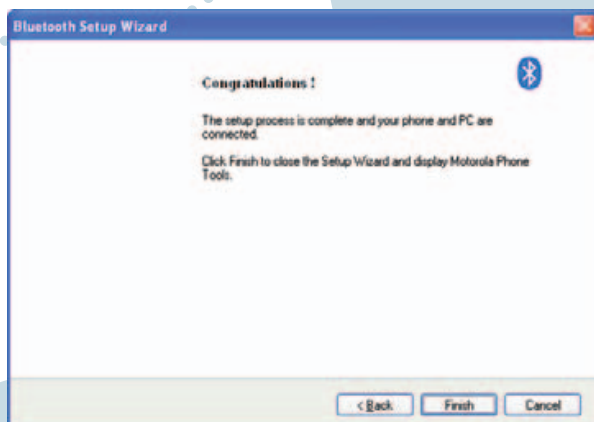 Bluetooth Setup Wizard
Congratulations !
The setup process is complete and your phone and PC are
connected.
Click Finish to close the Setup Wizard and display Motorola Phone
Tools.
< Back Finish Cancel